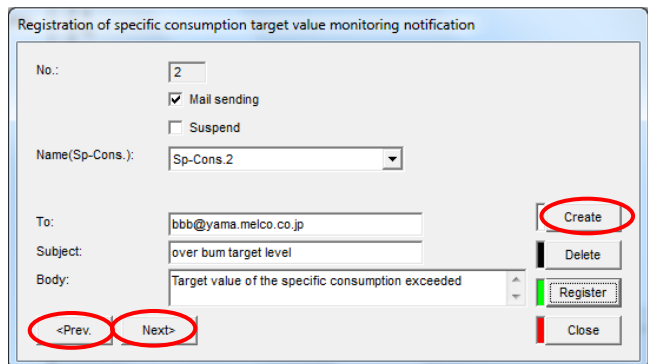 Registration of specific consumption target value monitoring notification
No.: 2
Mail sending
Suspend
Name(Sp-Cons.): Sp-Cons.2
To: bbb@yama.melco.co.jp
Create
Subject: over bum target level
Delete
Body: Target value of the specific consumption exceeded
Register
<Prev. Next> Close